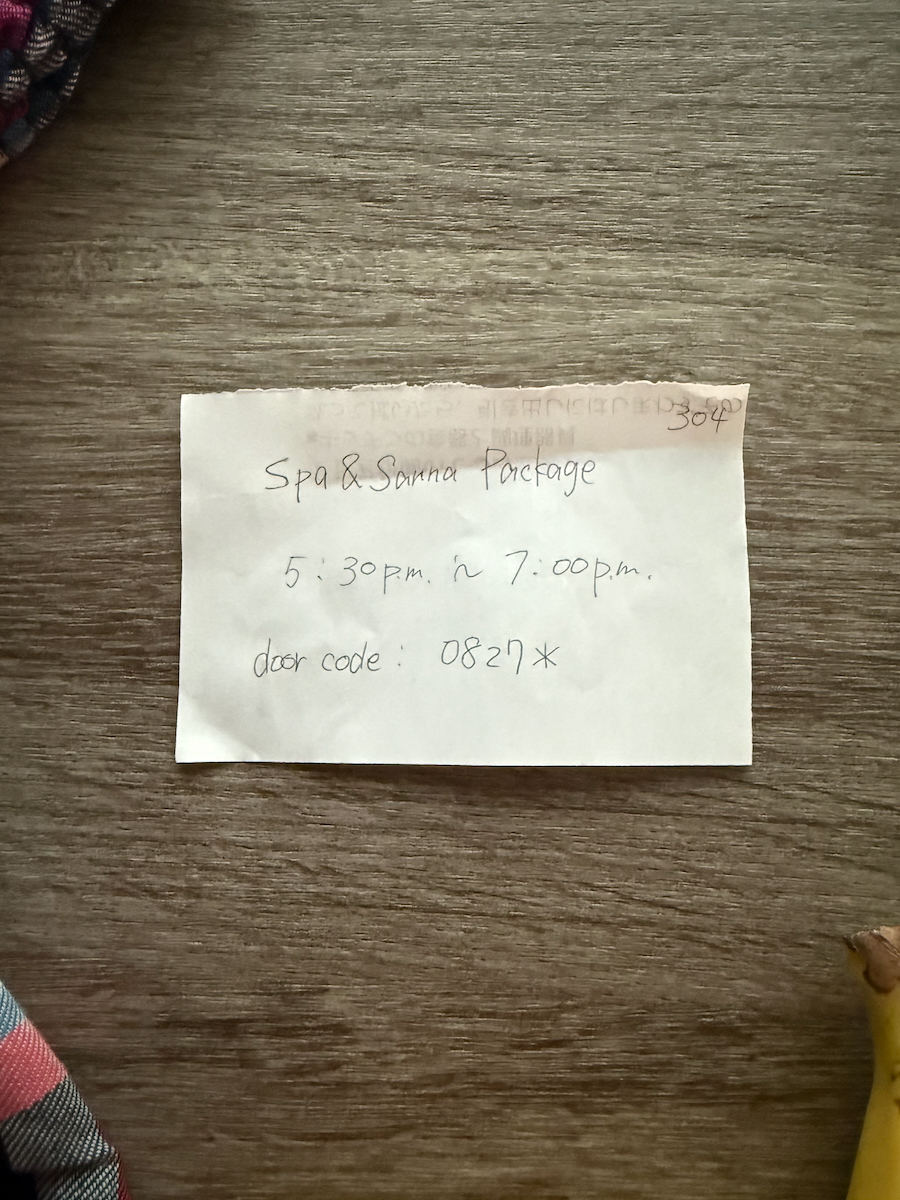 304
Spa & Sauna Package
5:30p.m. ~ 7:00p.m.
door code: 0827*